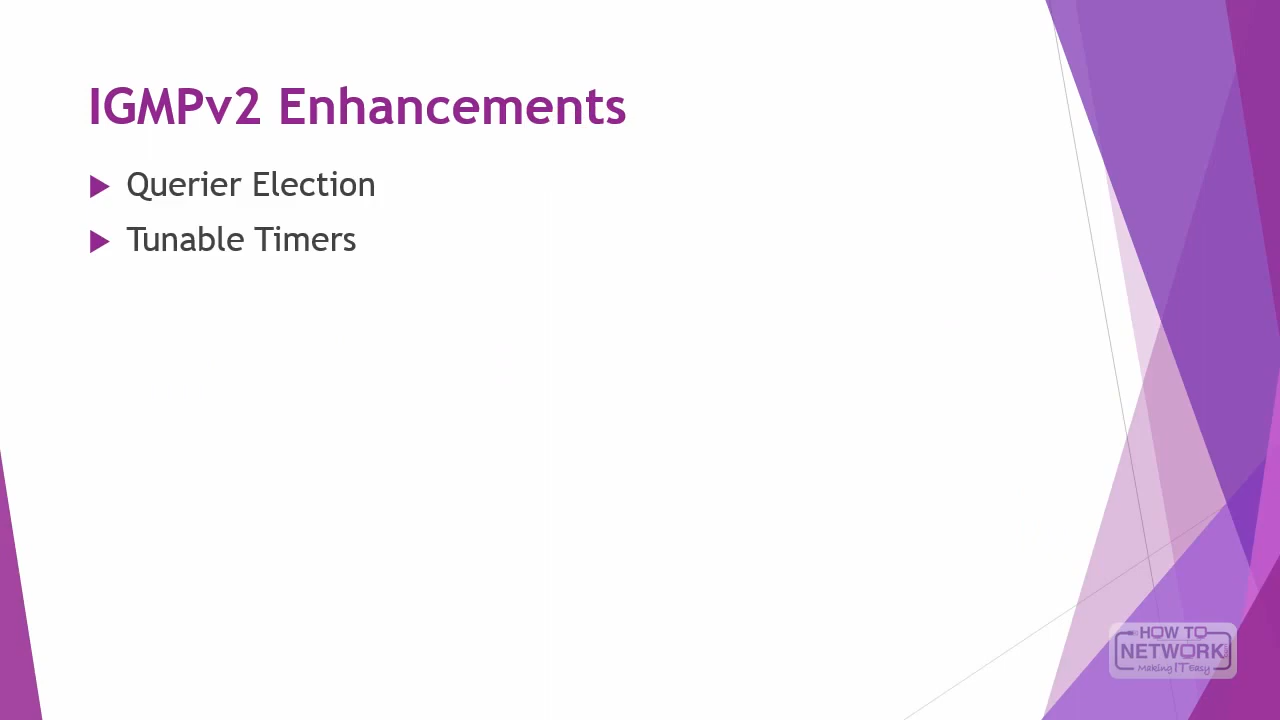 IGMPv2 Enhancements
Querier Election
Tunable Timers
HOW TO
NETWORK
Making IT Easy